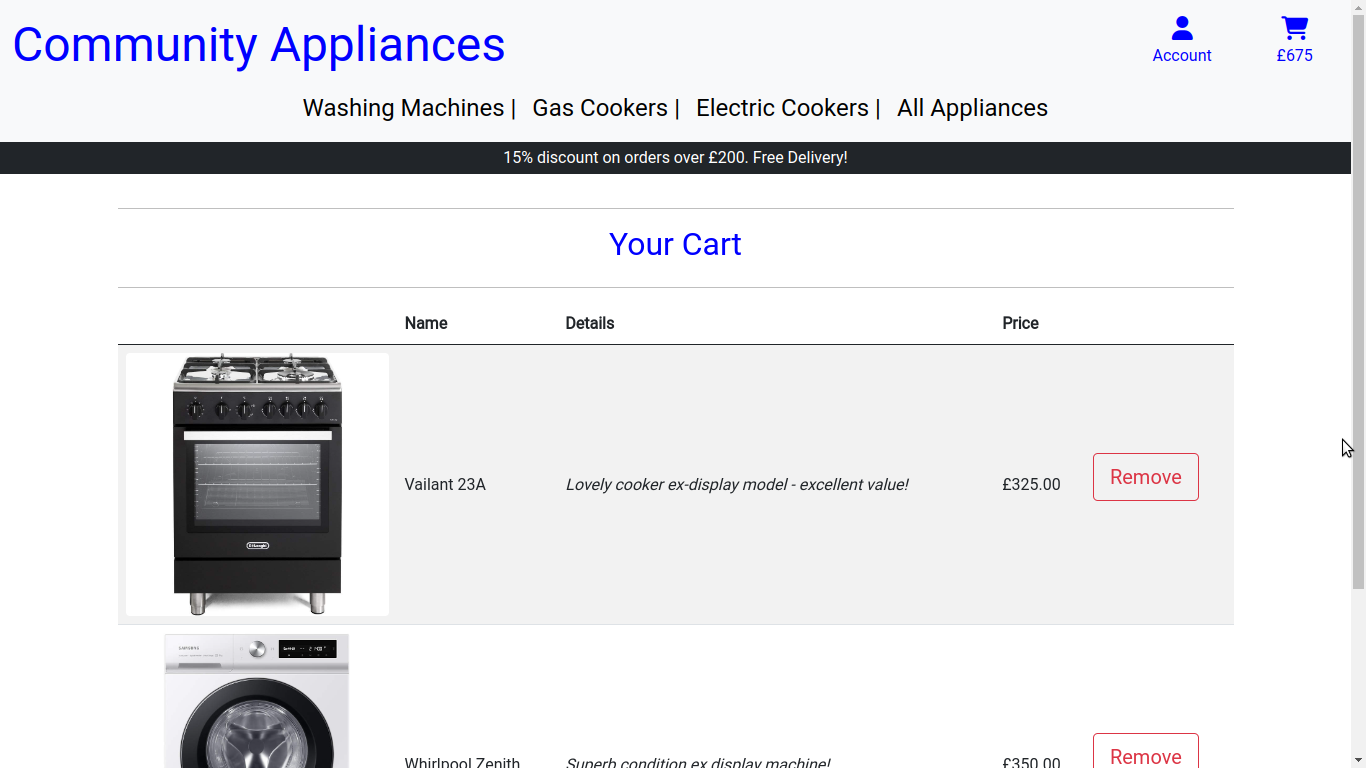 Community Appliances
Account
£675
Washing Machines | Gas Cookers | Electric Cookers | All Appliances
15% discount on orders over £200. Free Delivery!
Your Cart
Name Details Price
Vailant 23A Lovely cooker ex-display model - excellent value! £325.00 Remove
DeLonghi
SAMSUNG
Whirlpool Zenith Superb condition ex display machine! £350.00 Remove